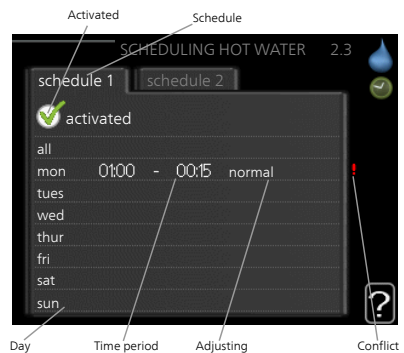 Activated
Schedule
SCHEDULING HOT WATER 2.3
schedule 1 schedule 2
activated
all
mon 01:00 - 00:15 normal !
tues
wed
thur
fri
sat
sun
?
Day Time period Adjusting Conflict